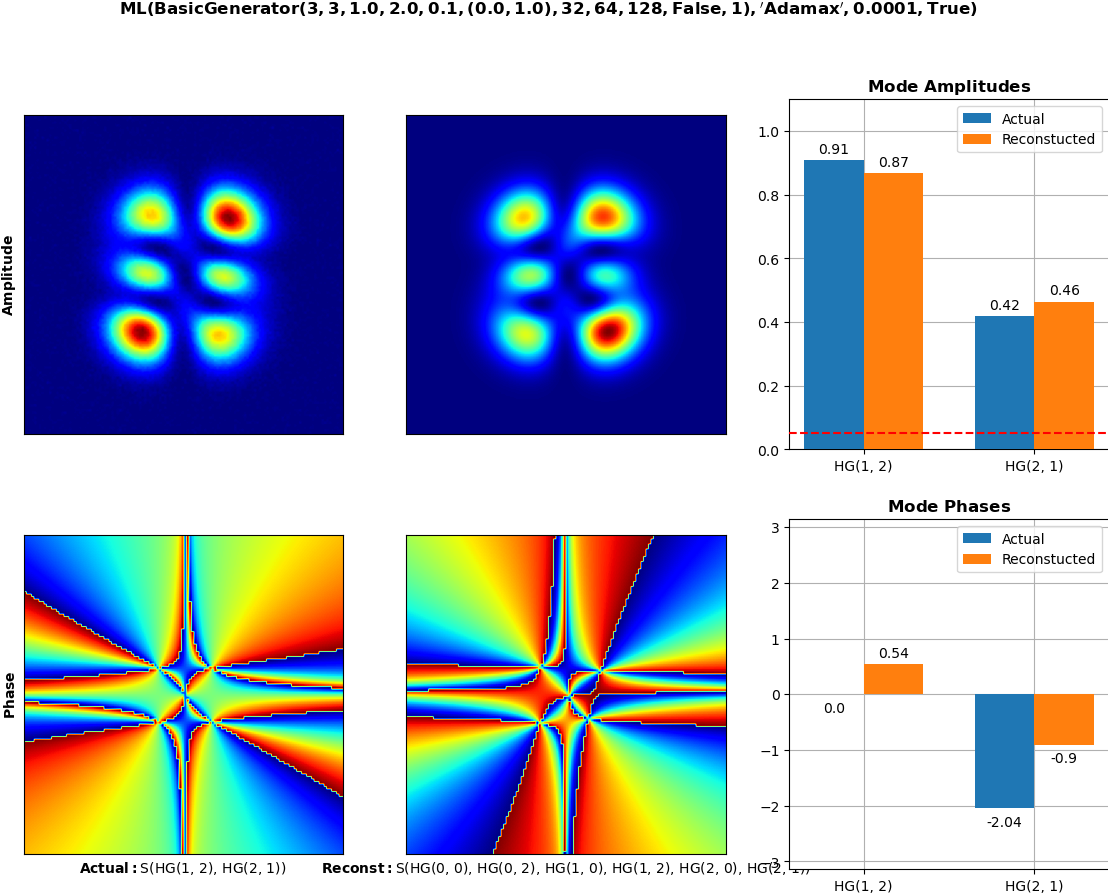 ML(BasicGenerator(3, 3, 1.0, 2.0, 0.1, (0.0, 1.0), 32, 64, 128, False, 1), ′Adamax′, 0.0001, True)
Mode Amplitudes
Amplitude
1.0
0.8
0.6
0.4
0.2
0.0
Actual
Reconstucted
0.91
0.87
0.42
0.46
HG(1, 2)
HG(2, 1)
Mode Phases
Phase
3
2
1
0
−1
−2
−3
Actual
Reconstucted
0.0
0.54
-2.04
-0.9
HG(1, 2)
HG(2, 1)
Actual: S(HG(1, 2), HG(2, 1))
Reconst: S(HG(0, 0), HG(0, 2), HG(1, 0), HG(1, 2), HG(2, 0), HG(2, 1))